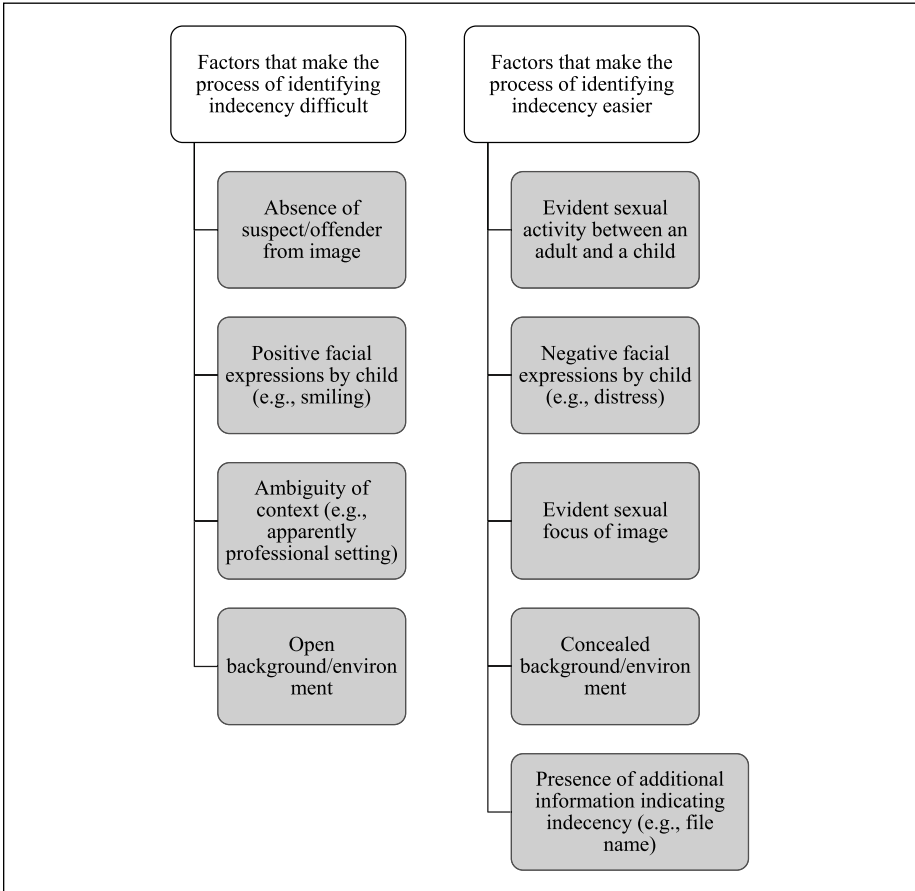 Factors that make the
process of identifying
indecency difficult
Absence of
suspect/offender
from image
Positive facial
expressions by child
(e.g., smiling)
Ambiguity of
context (e.g.,
apparently
professional setting)
Open
background/environ
ment
Factors that make the
process of identifying
indecency easier
Evident sexual
activity between an
adult and a child
Negative facial
expressions by child
(e.g., distress)
Evident sexual
focus of image
Concealed
background/environ
ment
Presence of additional
information indicating
indecency (e.g., file
name)